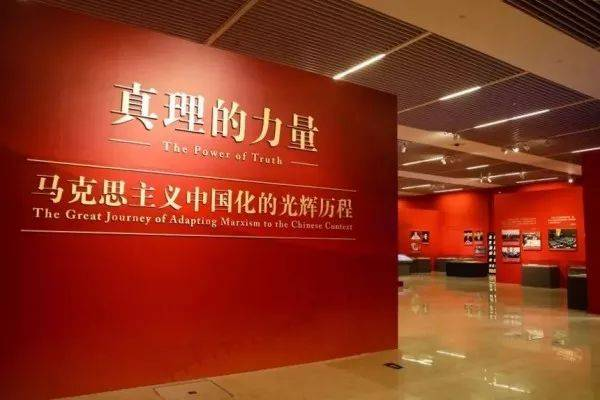 真理的力量
The Power of Truth
马克思主义中国化的光辉历程
The Great Journey of Adapting Marxism to the Chinese Context